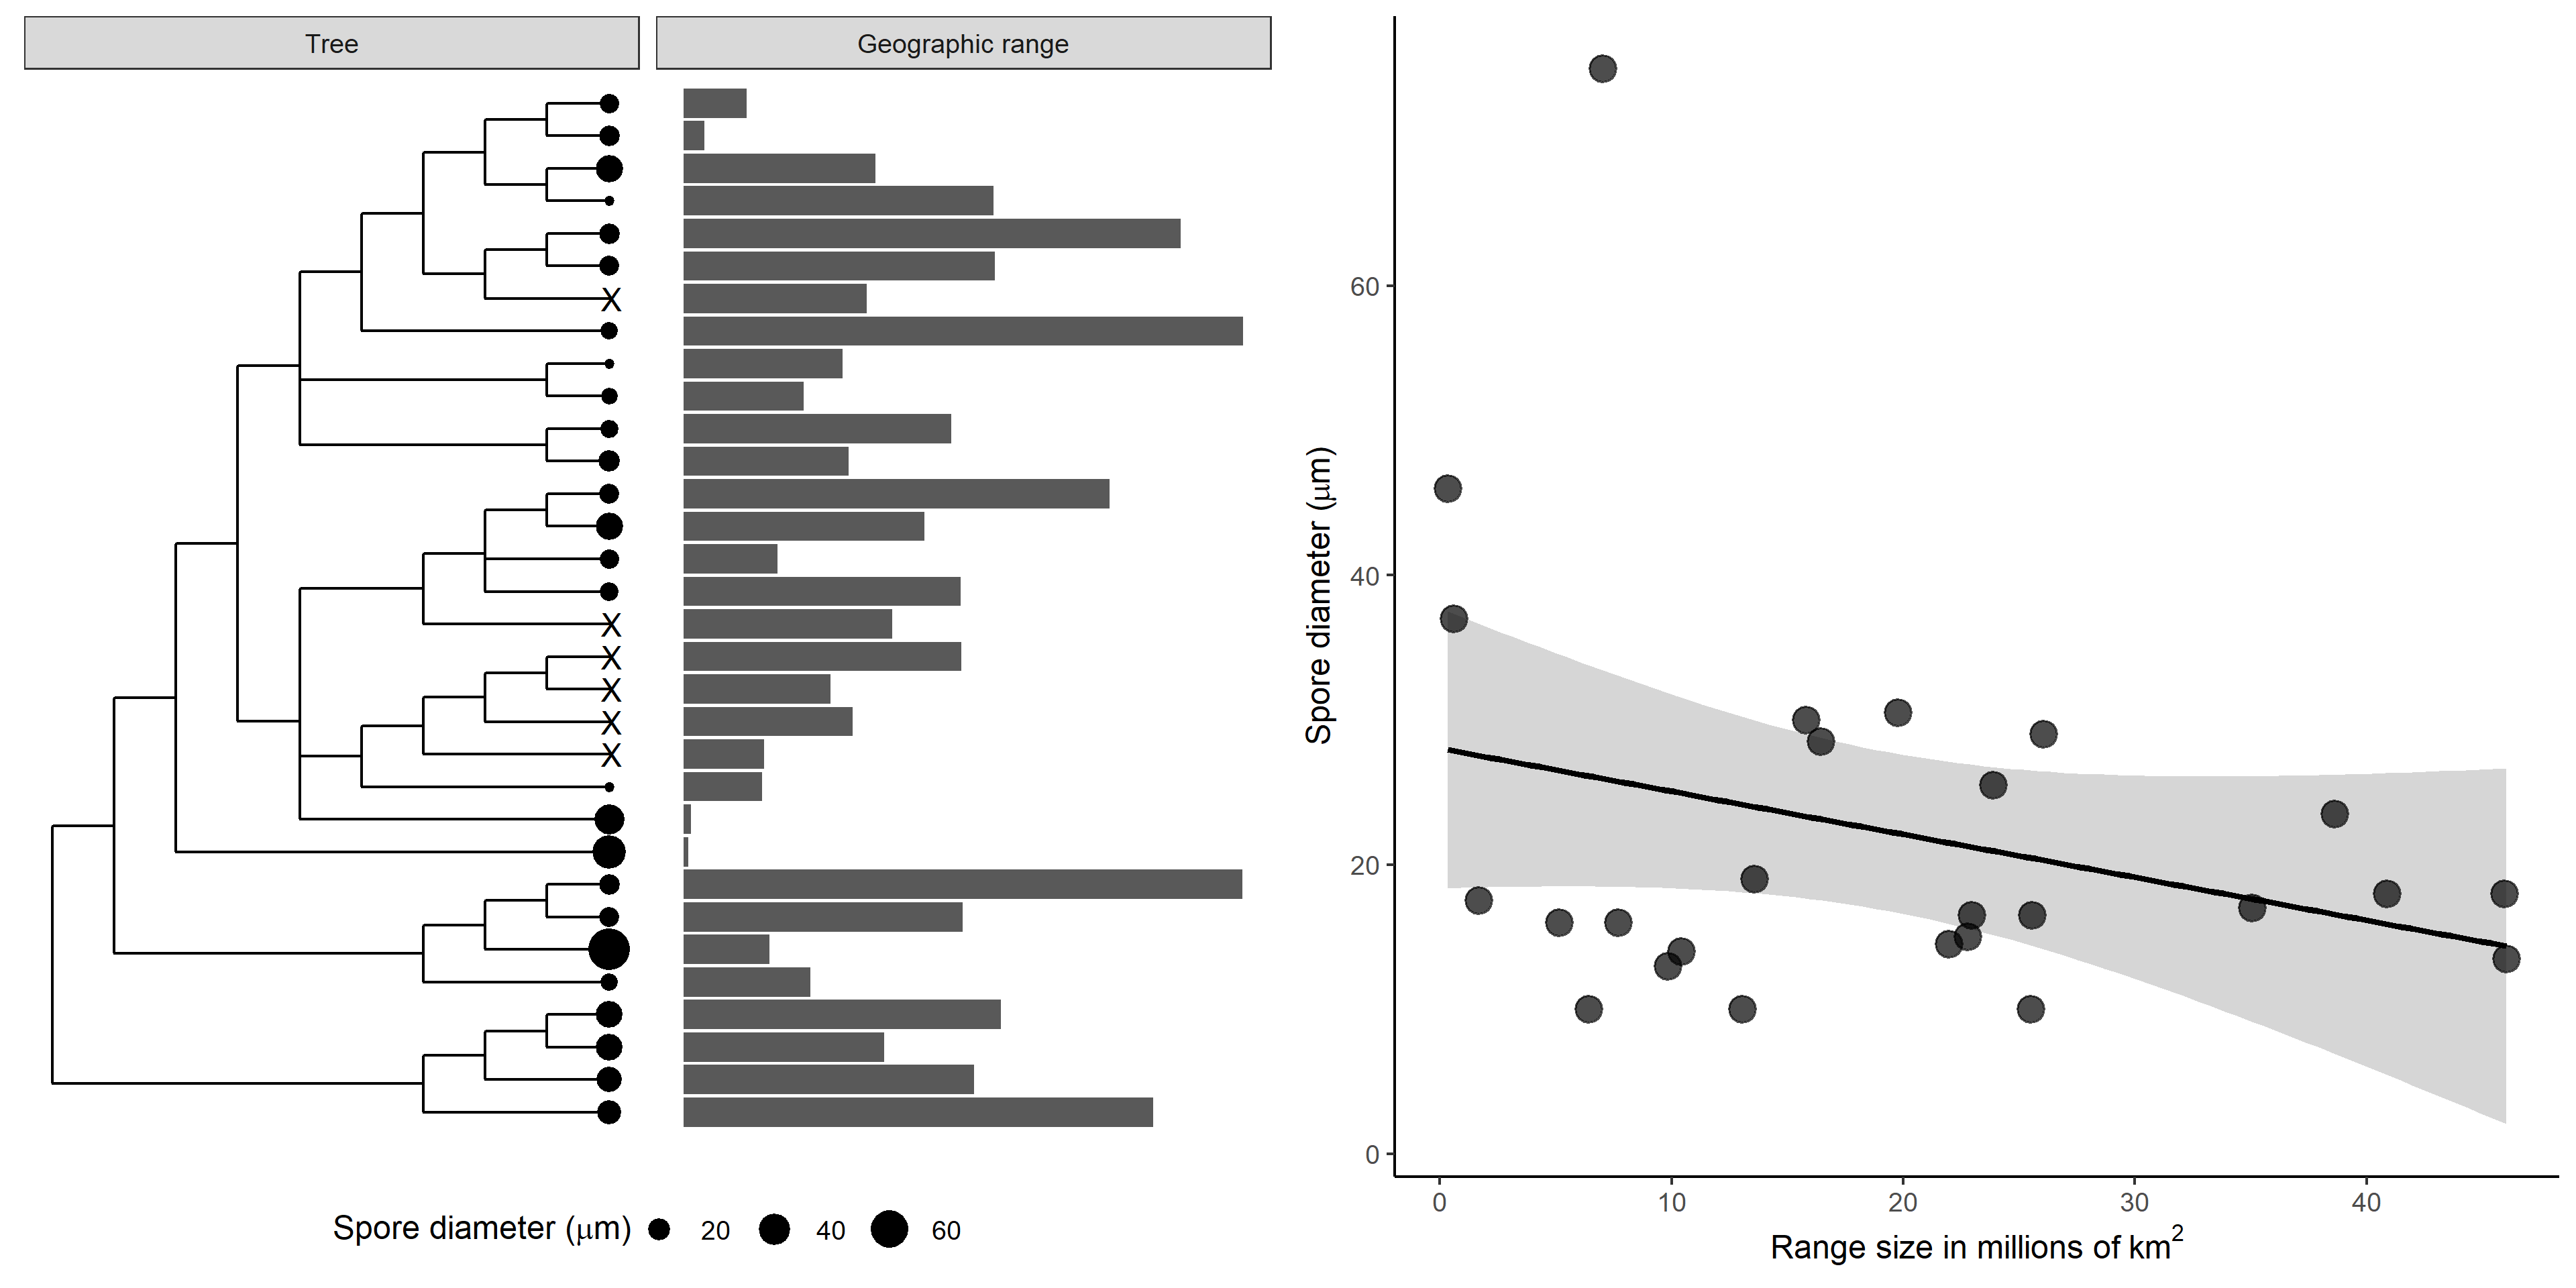 Tree
Geographic range
X
X
X
X
X
X
Spore diameter (μm)
20
40
60
60
40
20
0
Spore diameter (μm)
0
10
20
30
40
Range size in millions of km²